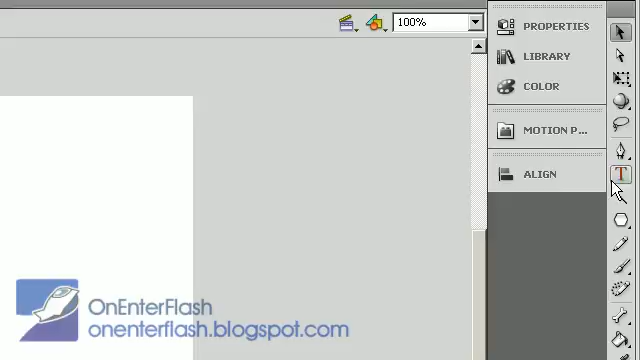 100%
PROPERTIES
LIBRARY
COLOR
MOTION P...
ALIGN
T
OnEnterFlash
onenterflash.blogspot.com